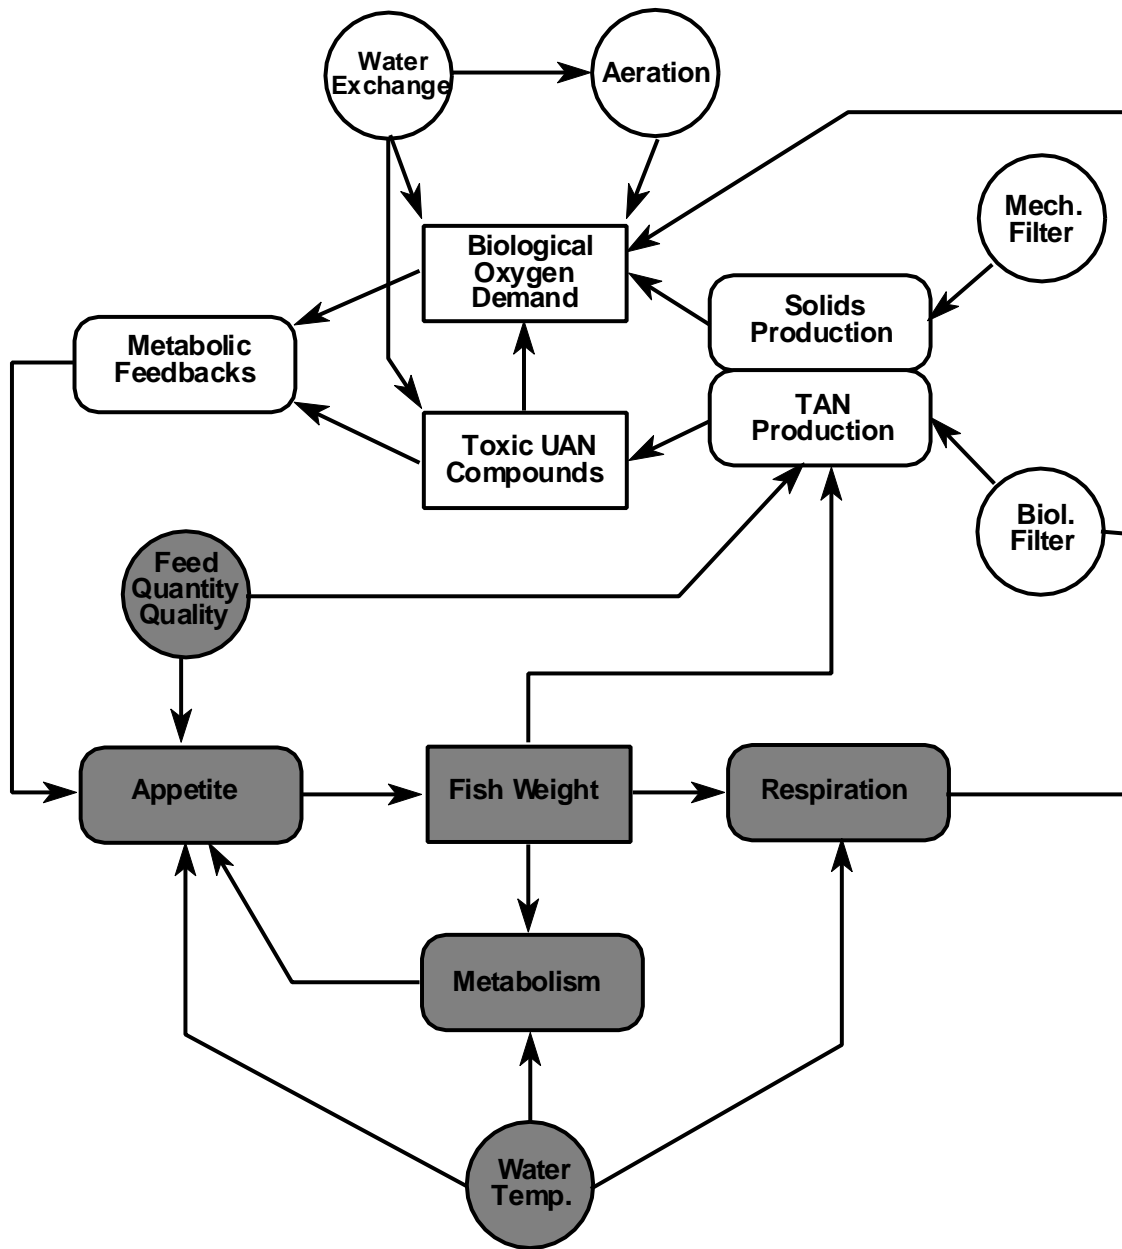 Water
Exchange
Aeration
Mech.
Filter
Biological
Oxygen
Demand
Solids
Production
Metabolic
Feedbacks
TAN
Production
Toxic UAN
Compounds
Biol.
Filter
Feed
Quantity
Quality
Appetite
Fish Weight
Respiration
Metabolism
Water
Temp.